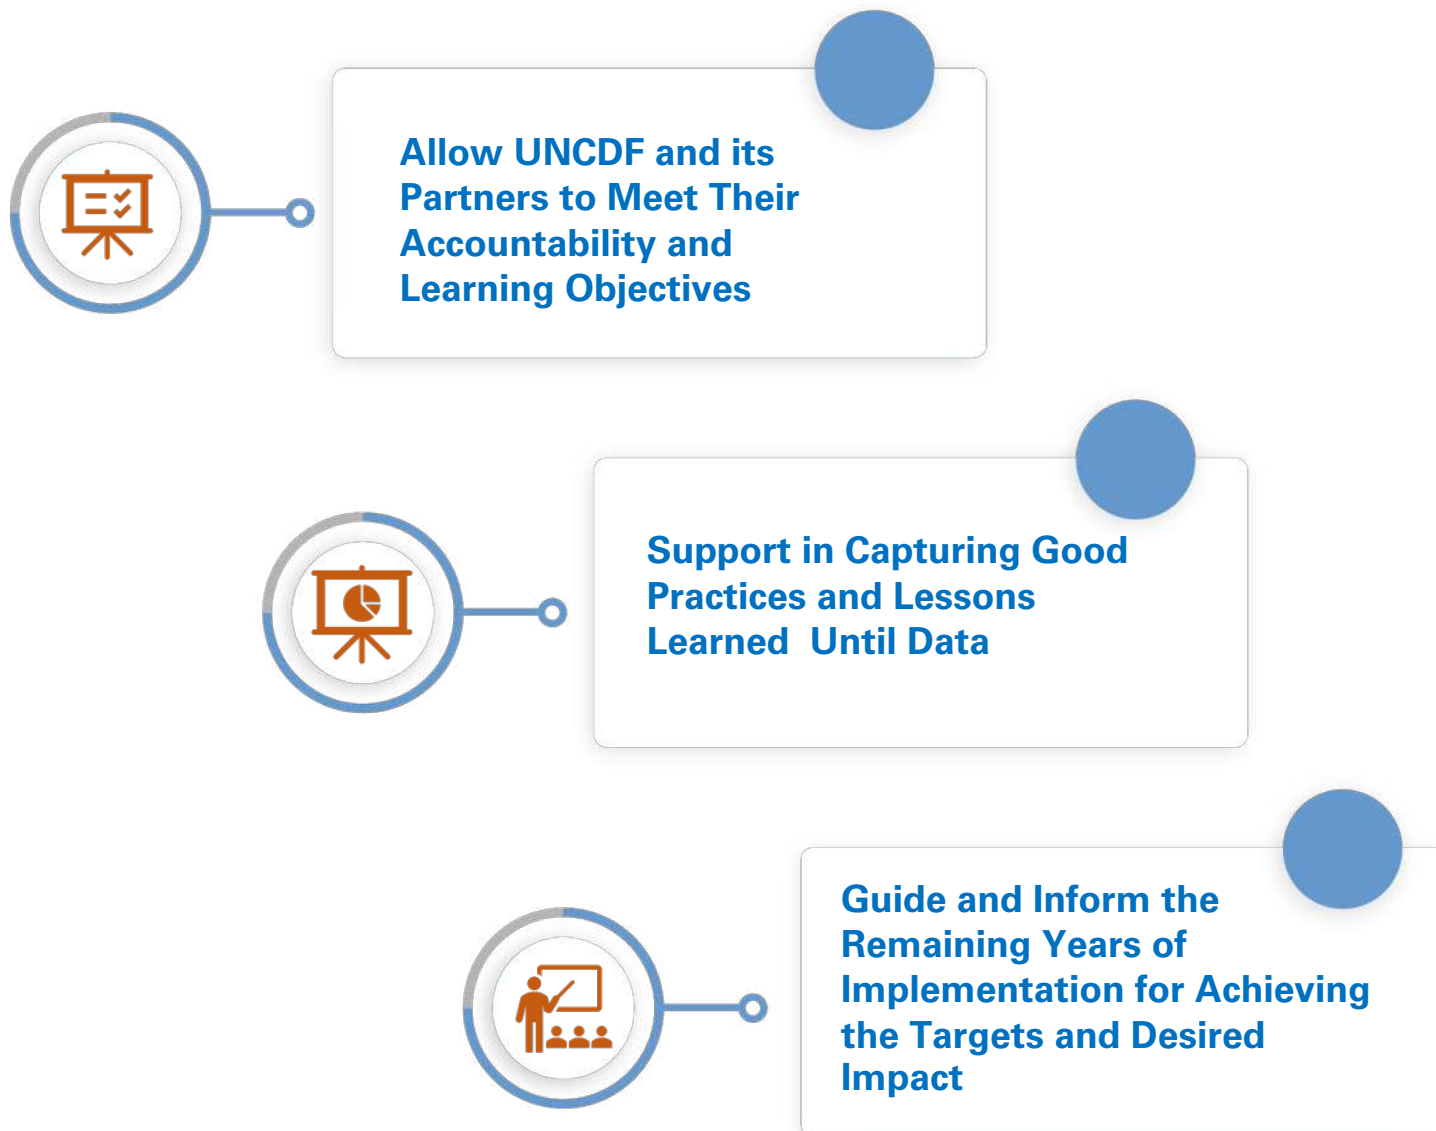 Allow UNCDF and its
Partners to Meet Their
Accountability and
Learning Objectives
Support in Capturing Good
Practices and Lessons
Learned  Until Data
Guide and Inform the
Remaining Years of
Implementation for Achieving
the Targets and Desired
Impact